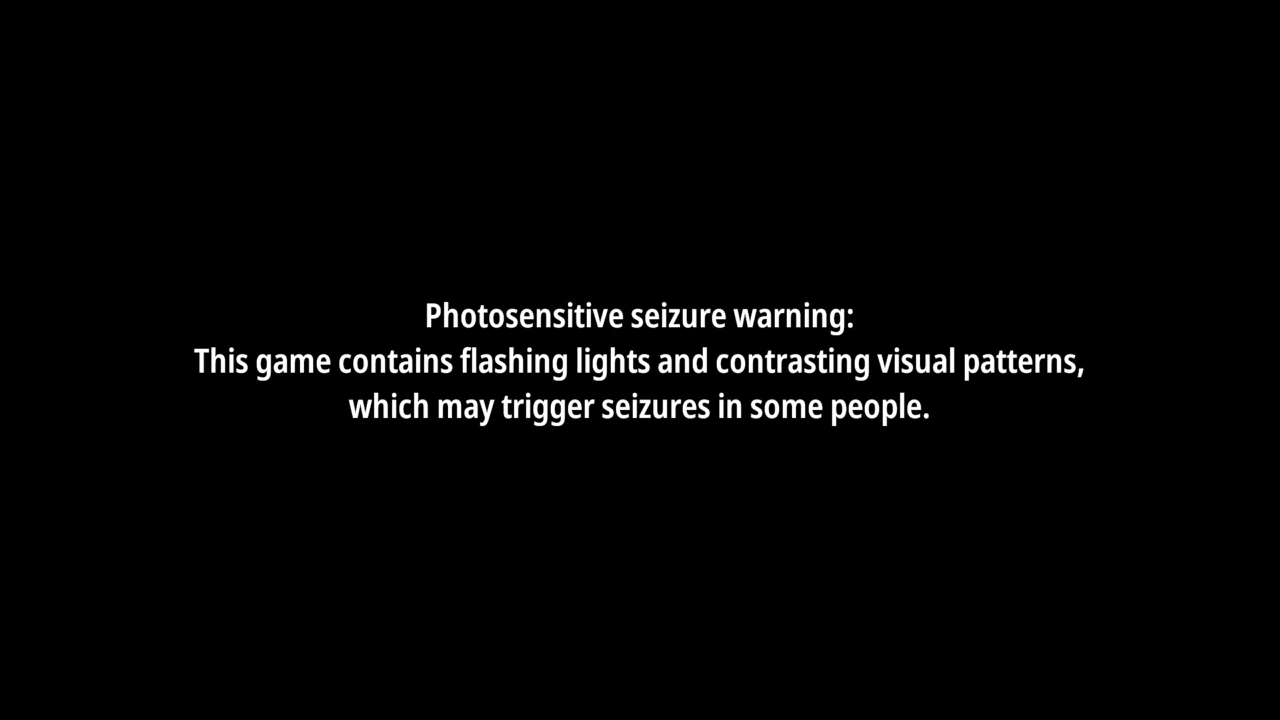 Photosensitive seizure warning:
This game contains flashing lights and contrasting visual patterns,
which may trigger seizures in some people.